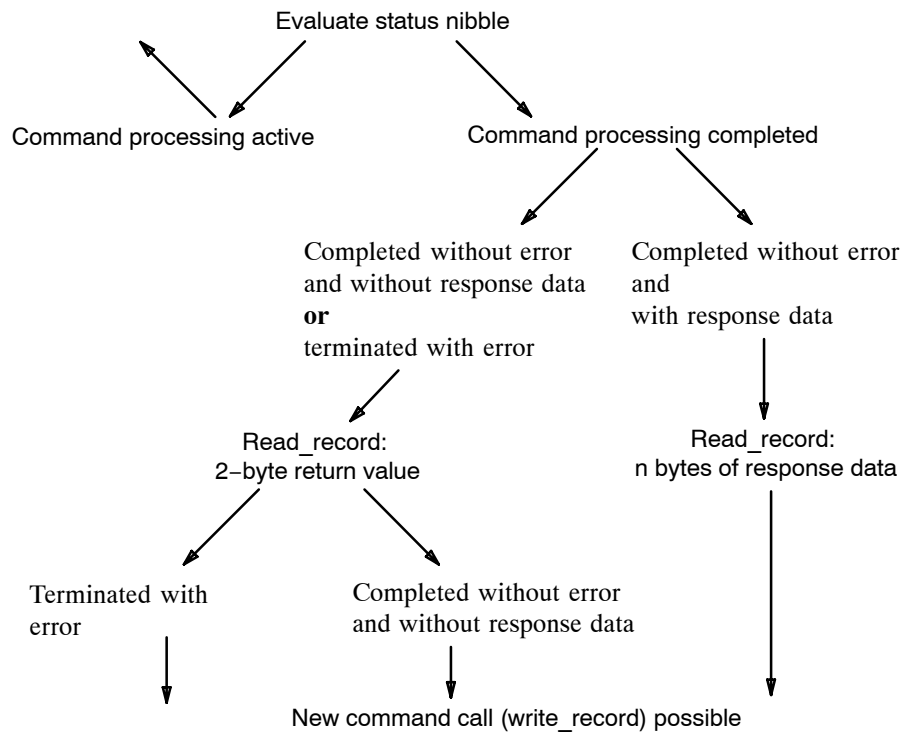 Evaluate status nibble
Command processing active
Command processing completed
Completed without error
and without response data
or
terminated with error
Completed without error
and
with response data
Read_record:
2−byte return value
Read_record:
n bytes of response data
Terminated with
error
Completed without error
and without response data
New command call (write_record) possible